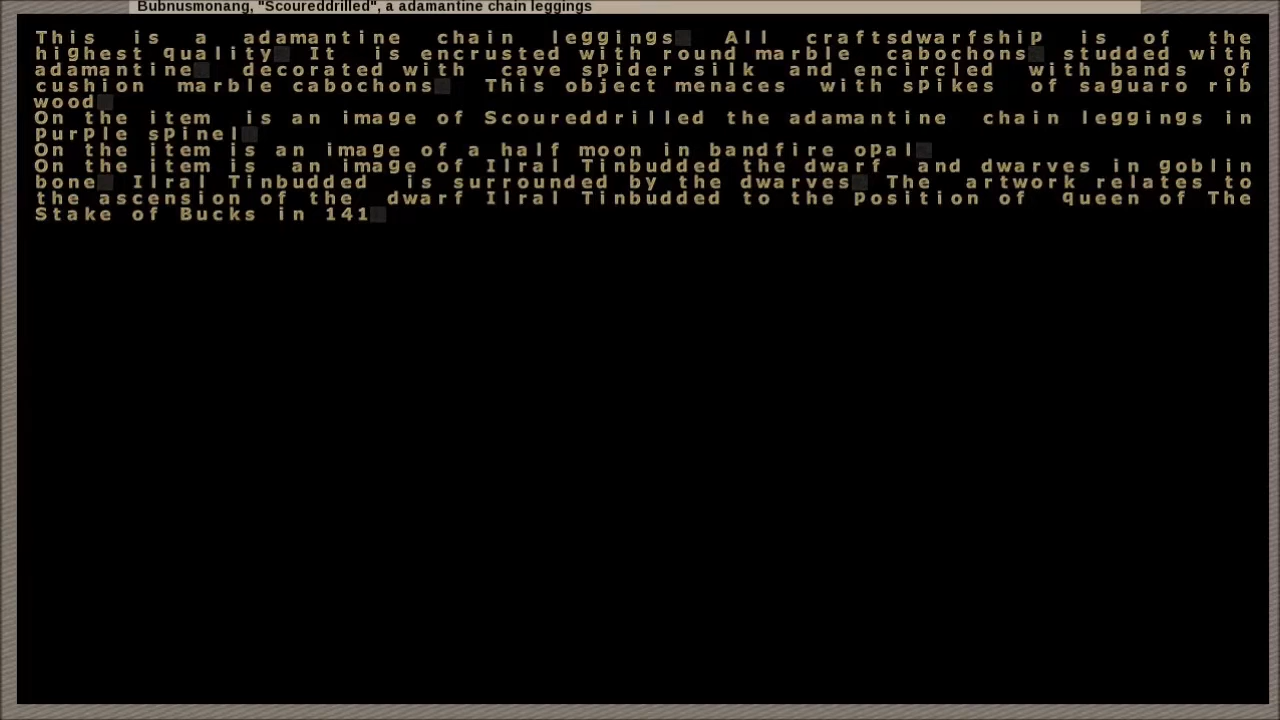 Bubnusmonang, "Scoureddrilled", a adamantine chain leggings
This is a adamantine chain leggings All craftsdwarfship is of the
highest quality It is encrusted with round marble cabochons studded with
adamantine decorated with cave spider silk and encircled with bands of
cushion marble cabochons This object menaces with spikes of saguaro rib
wood
On the item is an image of Scoureddrilled the adamantine chain leggings in
purple spinel
On the item is an image of a half moon in bandfire opal
On the item is an image of Ilral Tinbudded the dwarf and dwarves in goblin
bone Ilral Tinbudded is surrounded by the dwarves The artwork relates to
the ascension of the dwarf Ilral Tinbudded to the position of queen of The
Stake of Bucks in 141